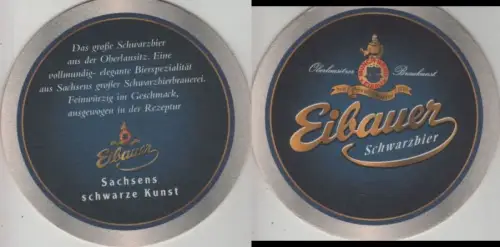 Das große Schwarzbier
aus der Oberlausitz. Eine
vollmundig- elegante Bierspezialität
aus Sachsens großer Schwarzbierbrauerei.
Feinwürzig im Geschmack,
ausgewogen in der Rezeptur
Eibauer
Sachsens
schwarze Kunst
Oberlausitzer Braukunst
Eibauer
Schwarzbier